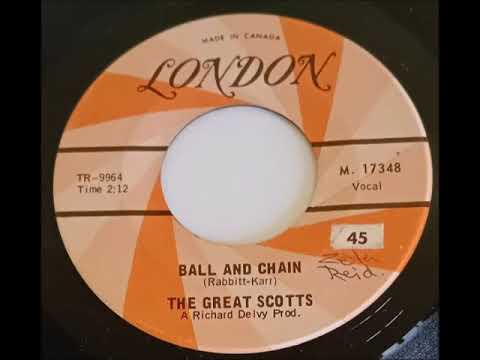 MADE IN CANADA
LONDON
TR-9964
Time 2:12
M. 17348
Vocal
45
BALL AND CHAIN
(Rabbitt-Karr)
THE GREAT SCOTTS
A Richard Delvy Prod.
Reid.